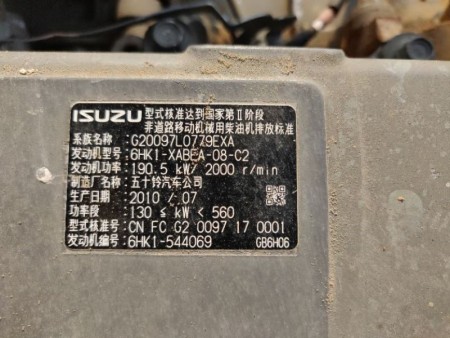 ISUZU 型式核准达到国家第Ⅱ阶段
非道路移动机械用柴油机排放标准
系族名称: G20097L0779EXA
发动机型号: 6HK1-XABEA-08-C2
发动机功率: 190.5 kW/ 2000 r/min
制造厂名称: 五十铃汽车公司
生产日期: 2010 / 07
功率段: 130 ≤ kW < 560
型式核准号: CN FC G2 0097 17 0001
发动机编号: 6HK1-544069 GB6H06